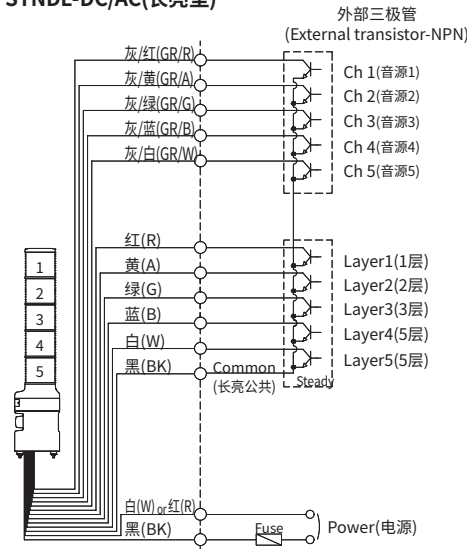 STNDL-DC/AC(长亮型)
外部三极管
(External transistor-NPN)
灰/红(GR/R)
Ch 1(音源1)
灰/黄(GR/A)
Ch 2(音源2)
灰/绿(GR/G)
Ch 3(音源3)
灰/蓝(GR/B)
Ch 4(音源4)
灰/白(GR/W)
Ch 5(音源5)
红(R)
Layer1(1层)
黄(A)
Layer2(2层)
绿(G)
Layer3(3层)
蓝(B)
Layer4(5层)
白(W)
Layer5(5层)
黑(BK)
Common
(长亮公共)
Steady
1
2
3
4
5
白(W) or 红(R)
黑(BK)
Fuse
Power(电源)